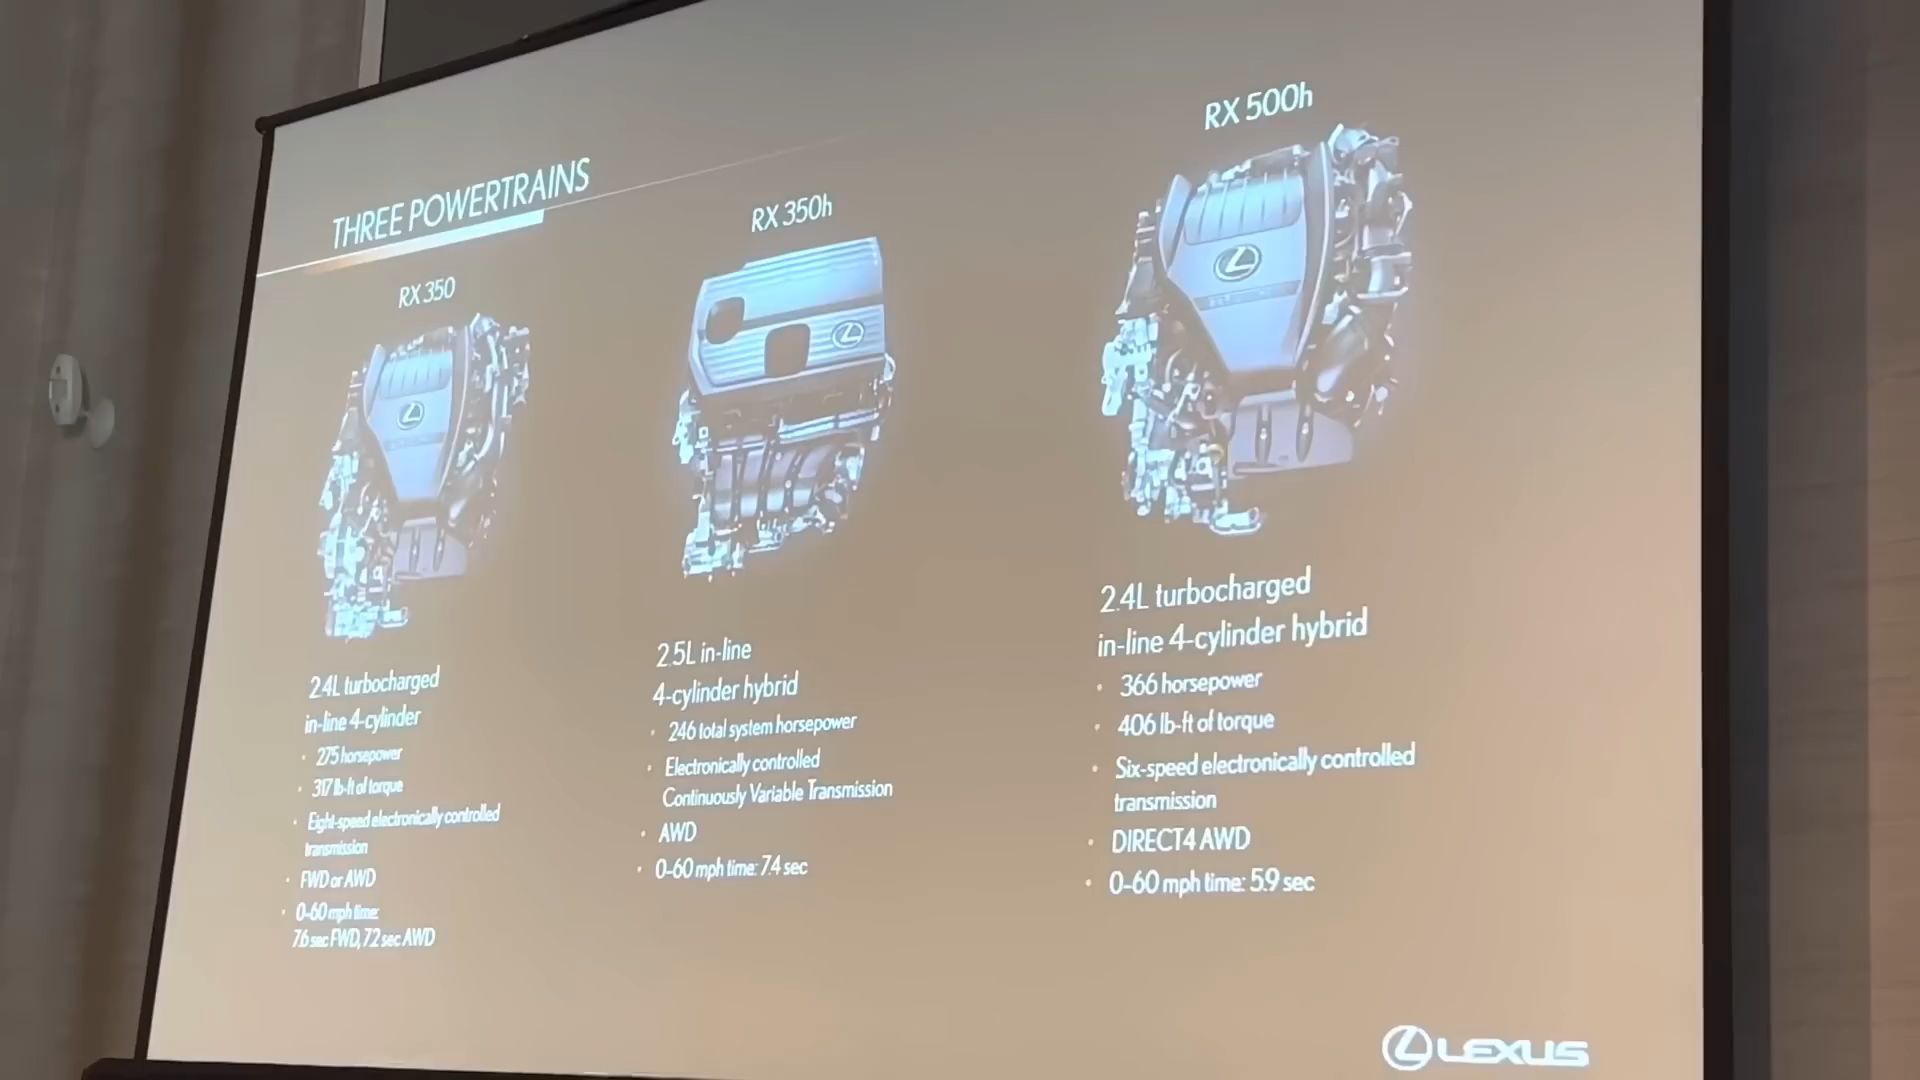 THREE POWERTRAINS
RX 350
2.4L turbocharged
in-line 4-cylinder
• 275 horsepower
• 317 lb-ft of torque
• Eight-speed electronically controlled
transmission
• FWD or AWD
• 0-60 mph time:
7.6 sec FWD, 7.2 sec AWD
RX 350h
2.5L in-line
4-cylinder hybrid
• 246 total system horsepower
• Electronically controlled
Continuously Variable Transmission
• AWD
• 0-60 mph time: 7.4 sec
RX 500h
2.4L turbocharged
in-line 4-cylinder hybrid
• 366 horsepower
• 406 lb-ft of torque
• Six-speed electronically controlled
transmission
• DIRECT4 AWD
• 0-60 mph time: 5.9 sec
LEXUS